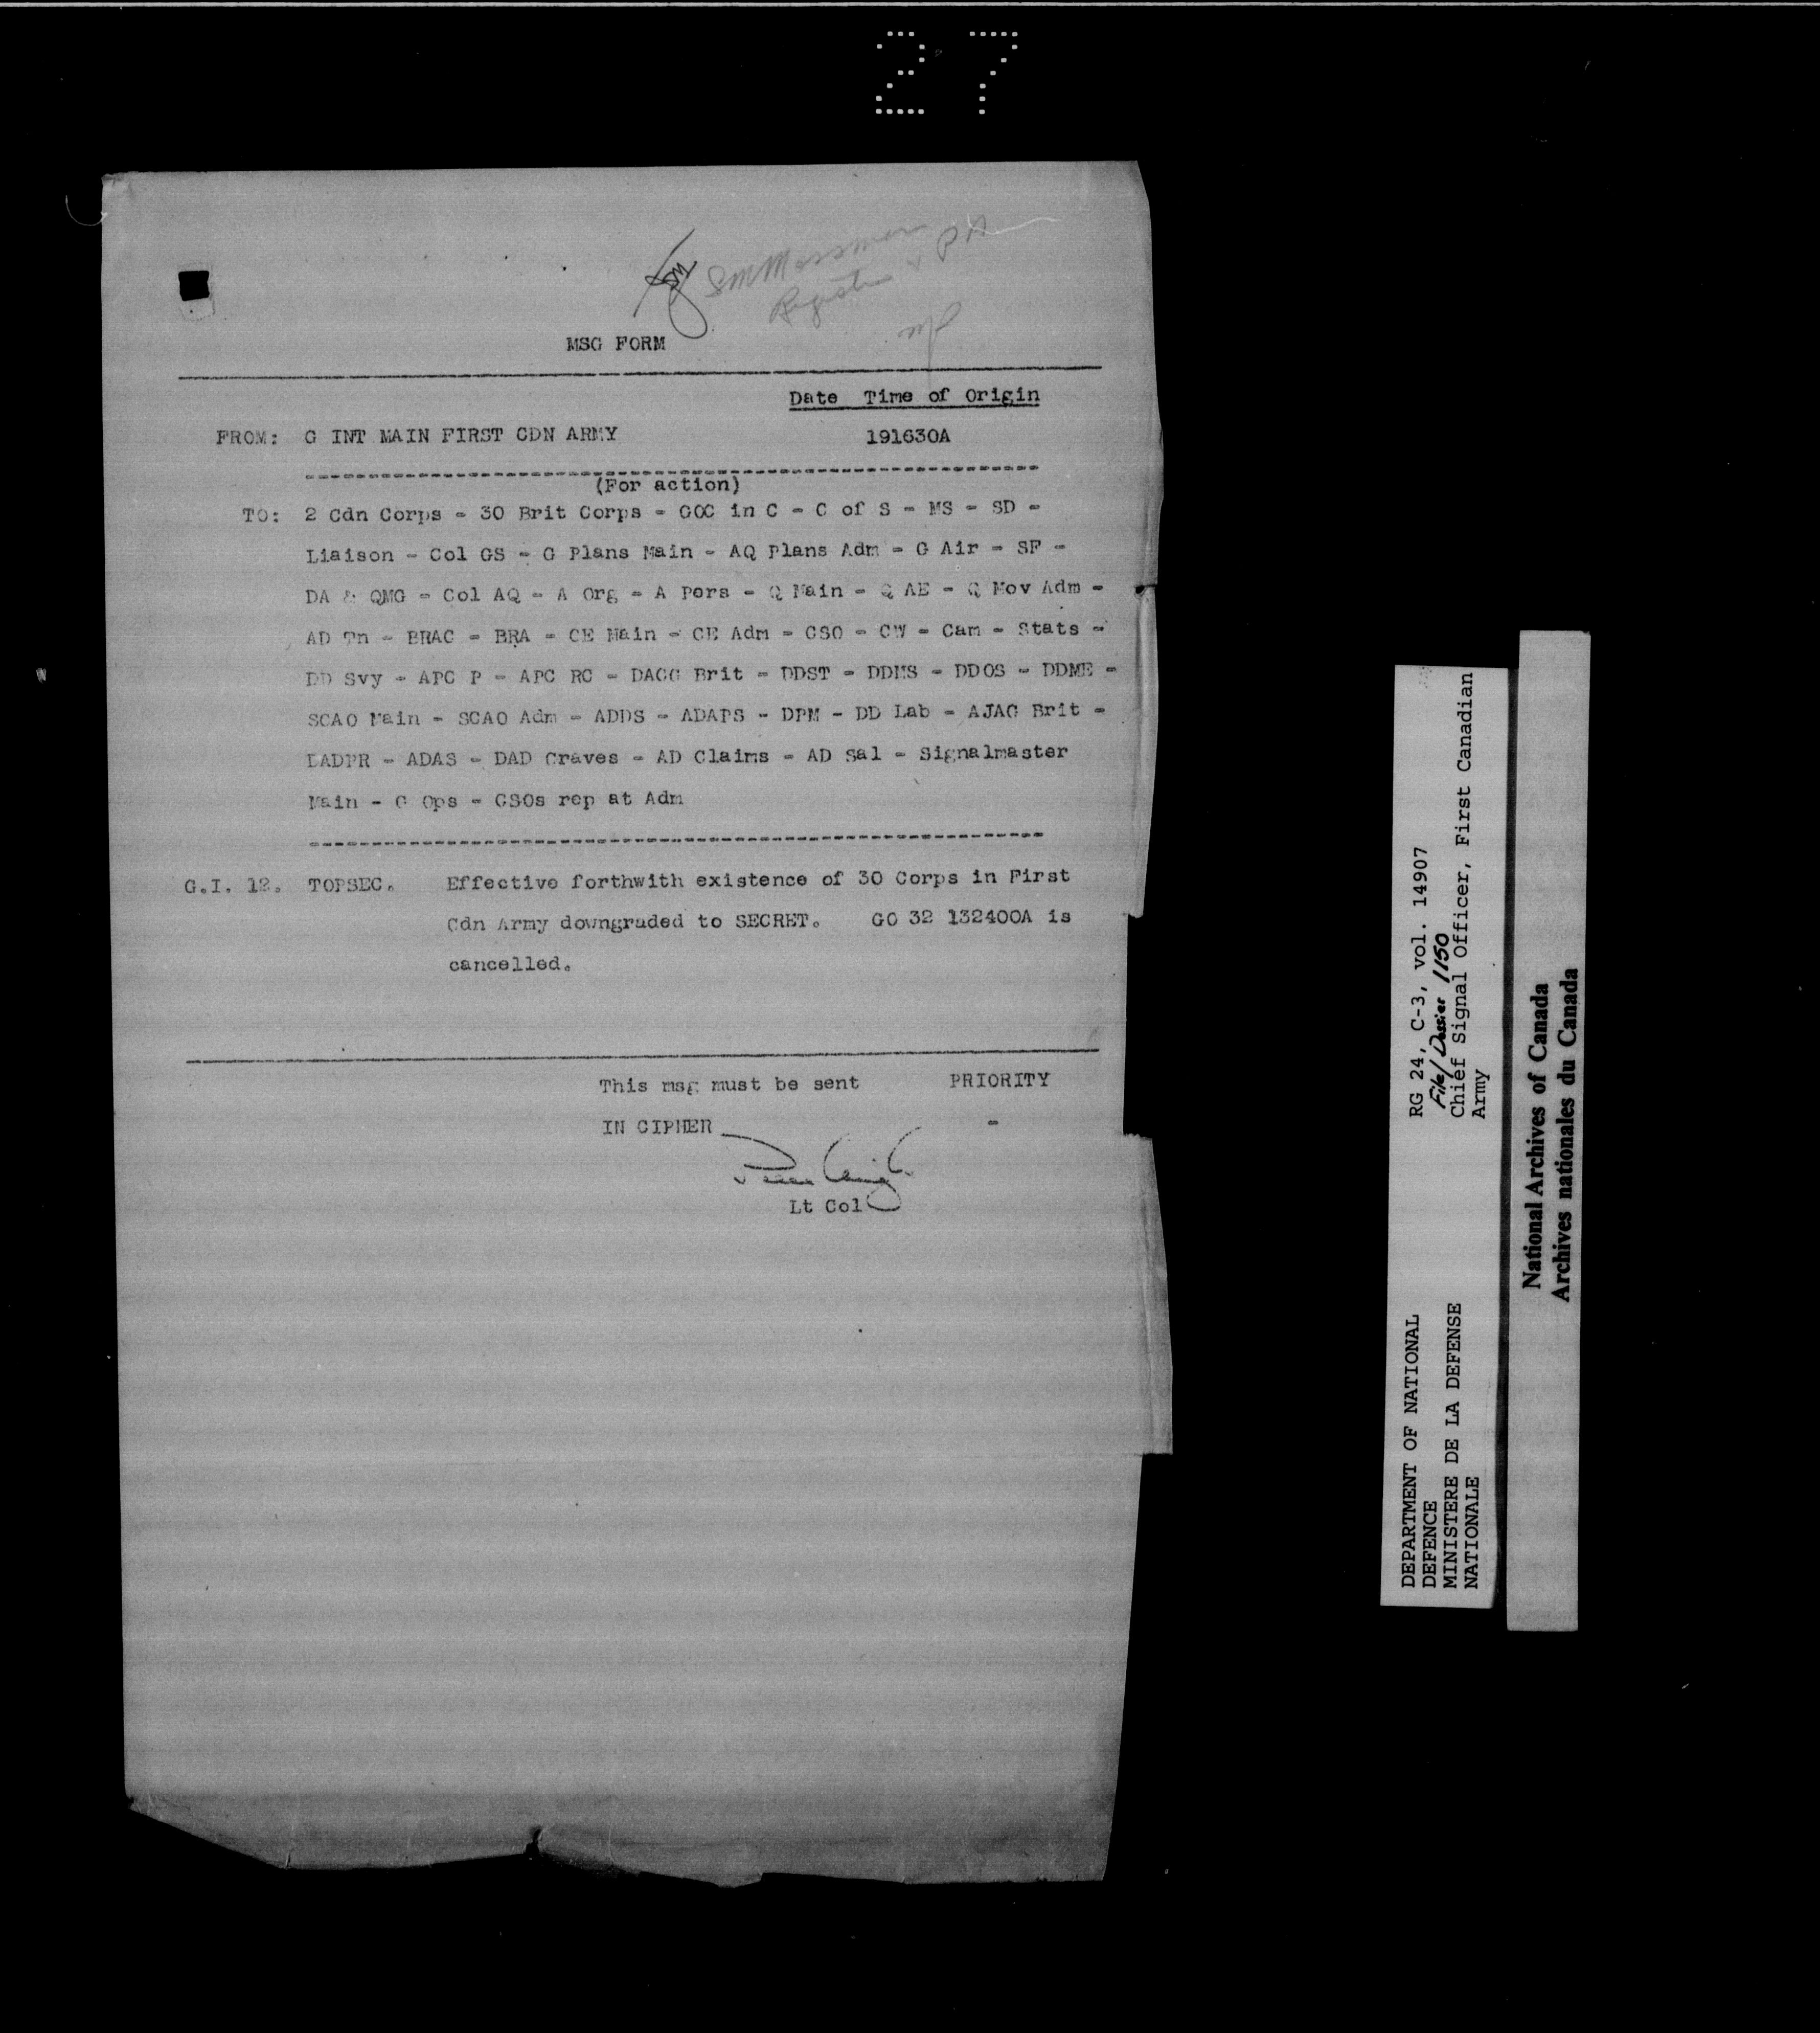 27
MSG FORM
Date Time of Origin
FROM: G INT MAIN FIRST CDN ARMY 191630A
(For action)
TO: 2 Cdn Corps - 30 Brit Corps - GOC in C - C of S - MS - SD -
Liaison - Col GS - G Plans Main - AQ Plans Adm - G Air - SF -
DA & QMG - Col AQ - A Org - A Pers - Q Main - Q AE - Q Mov Adm -
AD Tn - BRAC - BRA - CE Main - CE Adm - CSO - CW - Cam - Stats -
DD Svy - APC P - APC RC - DACG Brit - DDST - DDMS - DDOS - DDME -
SCAO Main - SCAO Adm - ADDS - ADAPS - DPM - DD Lab - AJAG Brit -
DADPR - ADAS - DAD Graves - AD Claims - AD Sal - Signalmaster
Main - G Ops - GSOs rep at Adm
G.I. 12. TOPSEC. Effective forthwith existence of 30 Corps in First
Cdn Army downgraded to SECRET. GO 32 132400A is
cancelled.
This msg must be sent PRIORITY
IN CIPHER -
Lt Col
RG 24, C-3, vol. 14907
File/Dossier 1150
Chief Signal Officer, First Canadian
Army
DEPARTMENT OF NATIONAL
DEFENCE
MINISTERE DE LA DEFENSE
NATIONALE
National Archives of Canada
Archives nationales du Canada